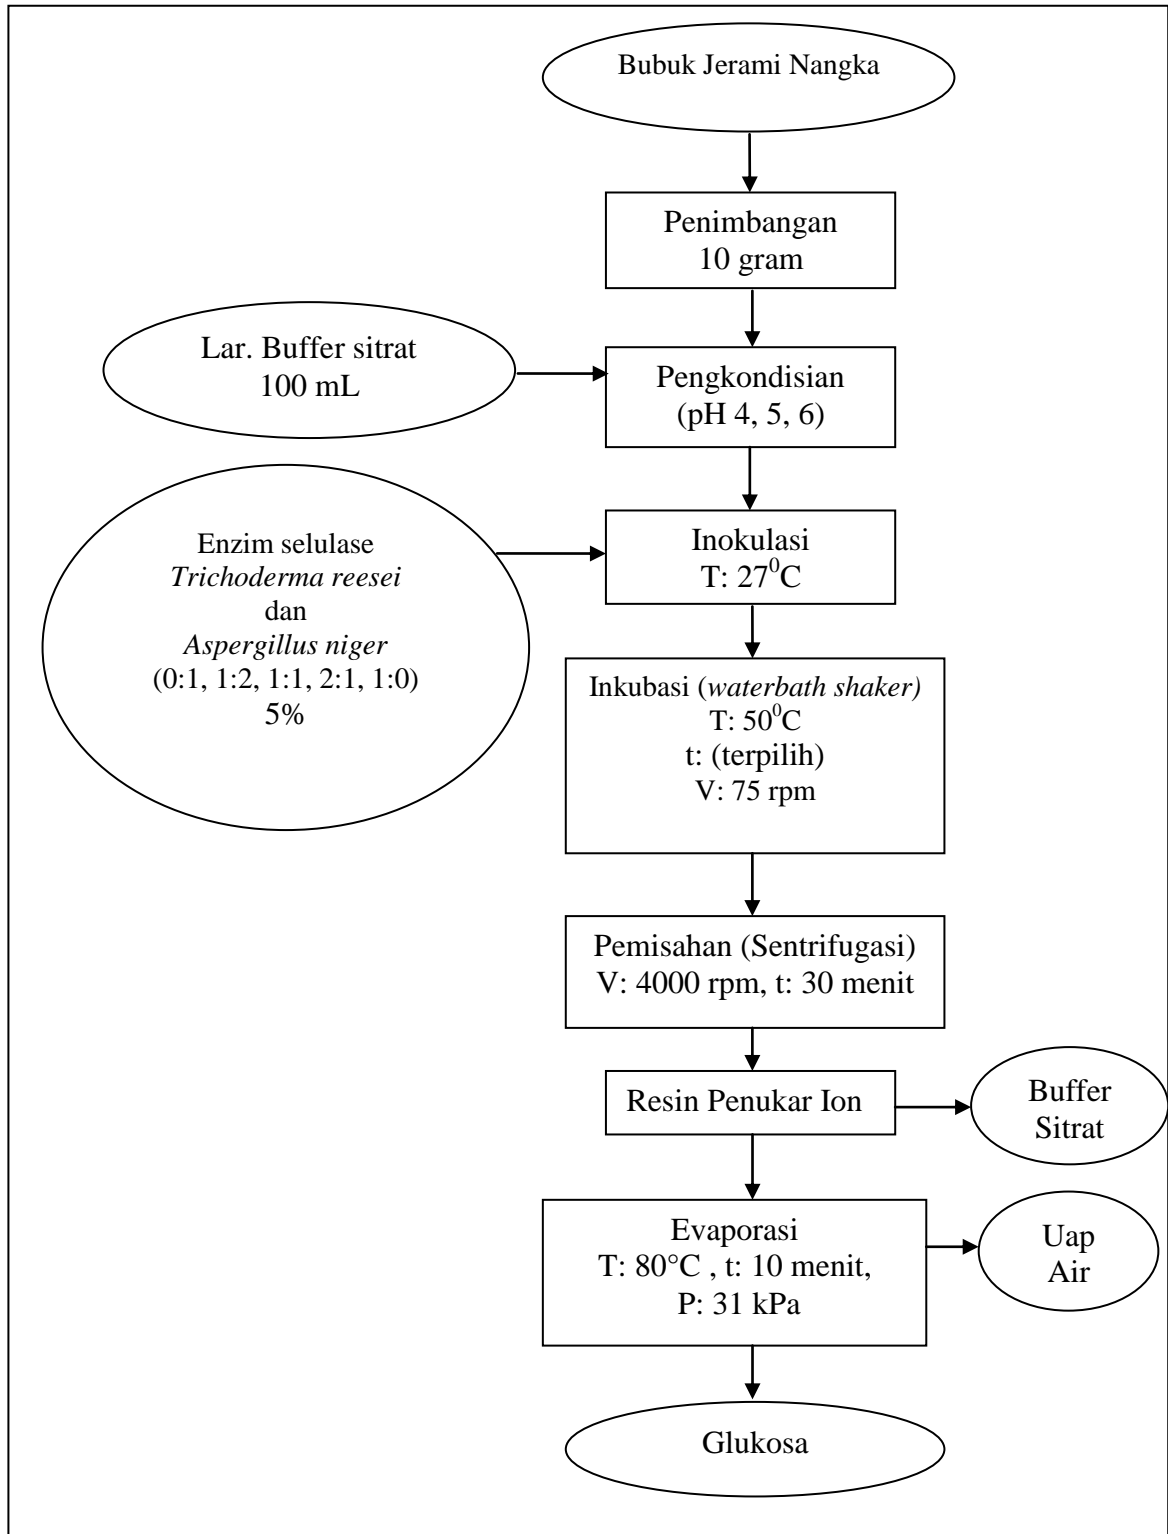 Bubuk Jerami Nangka
Penimbangan
10 gram
Lar. Buffer sitrat
100 mL
Pengkondisian
(pH 4, 5, 6)
Enzim selulase
Trichoderma reesei
dan
Aspergillus niger
(0:1, 1:2, 1:1, 2:1, 1:0)
5%
Inokulasi
T: 27⁰C
Inkubasi (waterbath shaker)
T: 50⁰C
t: (terpilih)
V: 75 rpm
Pemisahan (Sentrifugasi)
V: 4000 rpm, t: 30 menit
Resin Penukar Ion
Buffer
Sitrat
Evaporasi
T: 80°C , t: 10 menit,
P: 31 kPa
Uap
Air
Glukosa